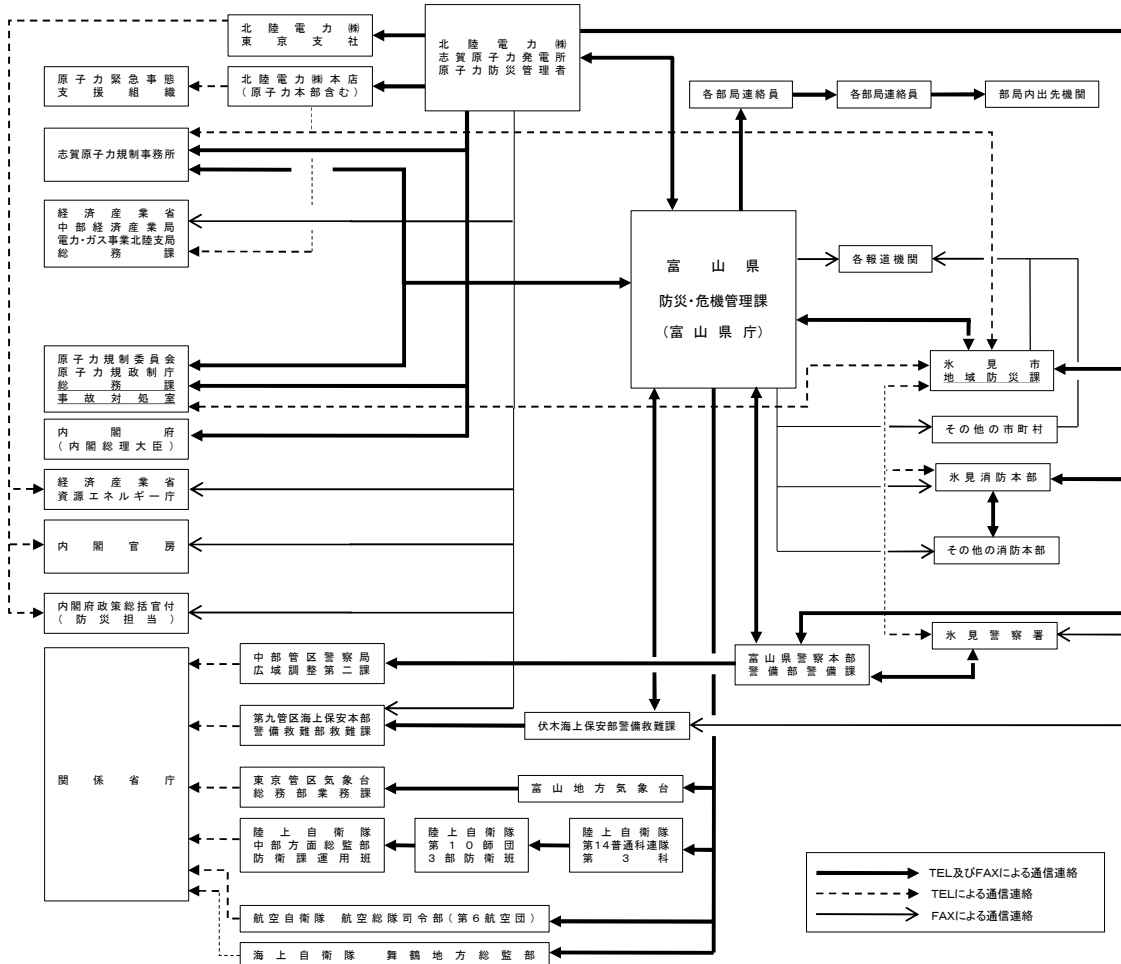 北陸電力㈱
東京支社
北陸電力㈱
志賀原子力発電所
原子力防災管理者
原子力緊急事態
支援組織
北陸電力㈱本店
(原子力本部含む)
各部局連絡員
各部局連絡員
部局内出先機関
志賀原子力規制事務所
経済産業省
中部経済産業局
電力・ガス事業北陸支局
総務課
富山県
防災・危機管理課
(富山県庁)
各報道機関
原子力規制委員会
原子力規政制庁
総務課
事故対処室
氷見市
地域防災課
内閣府
(内閣総理大臣)
その他の市町村
経済産業省
資源エネルギー庁
氷見消防本部
内閣官房
その他の消防本部
内閣府政策総括官付
(防災担当)
氷見警察署
中部管区警察局
広域調整第二課
富山県警察本部
警備部警備課
第九管区海上保安本部
警備救難部救難課
伏木海上保安部警備救難課
関係省庁
東京管区気象台
総務部業務課
富山地方気象台
陸上自衛隊
中部方面総監部
防衛課運用班
陸上自衛隊
第10師団
3部防衛班
陸上自衛隊
第14普通科連隊
第3科
航空自衛隊 航空総隊司令部(第6航空団)
海上自衛隊 舞鶴地方総監部
TEL及びFAXによる通信連絡
TELによる通信連絡
FAXによる通信連絡